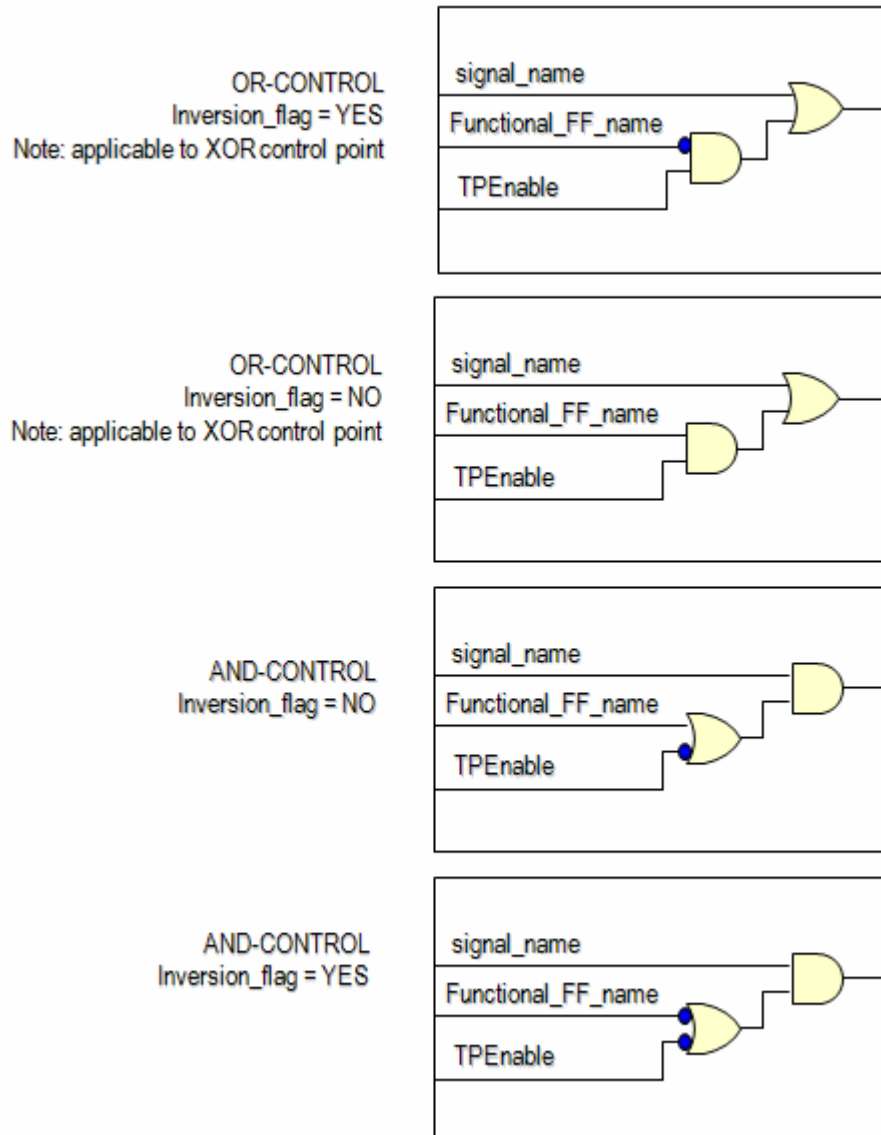 OR-CONTROL
Inversion_flag = YES
Note: applicable to XOR control point
signal_name
Functional_FF_name
TPEnable
OR-CONTROL
Inversion_flag = NO
Note: applicable to XOR control point
signal_name
Functional_FF_name
TPEnable
AND-CONTROL
Inversion_flag = NO
signal_name
Functional_FF_name
TPEnable
AND-CONTROL
Inversion_flag = YES
signal_name
Functional_FF_name
TPEnable